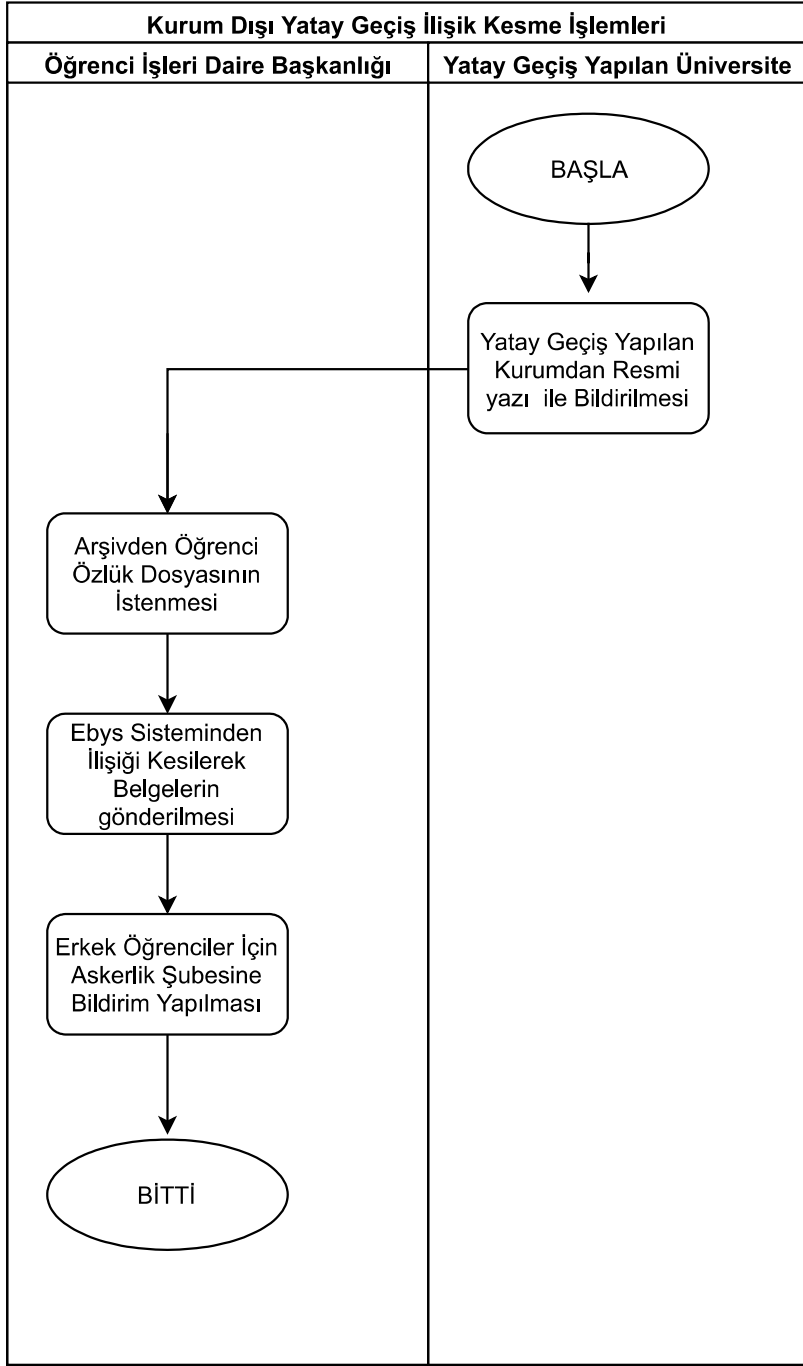 Kurum Dışı Yatay Geçiş İlişik Kesme İşlemleri
Öğrenci İşleri Daire Başkanlığı
Yatay Geçiş Yapılan Üniversite
BAŞLA
Yatay Geçiş Yapılan
Kurumdan Resmi
yazı ile Bildirilmesi
Arşivden Öğrenci
Özlük Dosyasının
İstenmesi
Ebys Sisteminden
İlişiği Kesilerek
Belgelerin
gönderilmesi
Erkek Öğrenciler İçin
Askerlik Şubesine
Bildirim Yapılması
BİTTİ